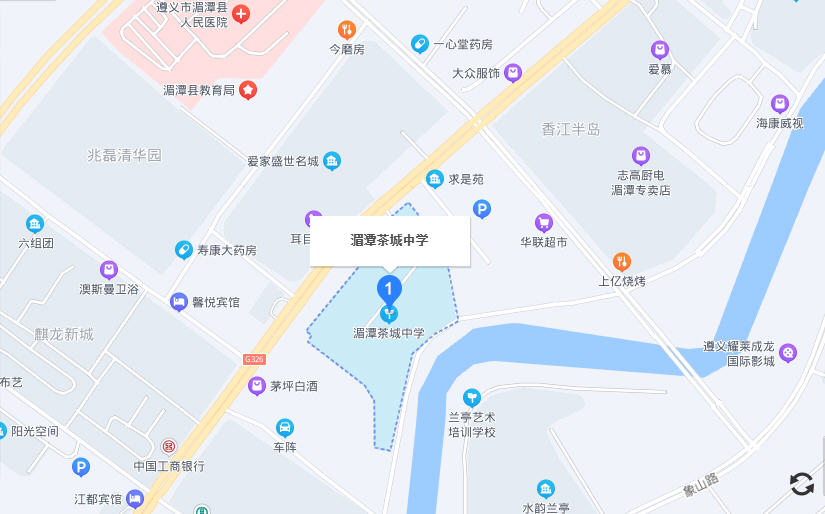 遵义市湄潭县
人民医院
今磨房
一心堂药房
大众服饰
爱慕
湄潭县教育局
海康威视
香江半岛
兆磊清华园
爱家盛世名城
求是苑
志高厨电
湄潭专卖店
P
六组团
耳目
湄潭茶城中学
华联超市
寿康大药房
澳斯曼卫浴
馨悦宾馆
上亿烧烤
1
湄潭茶城中学
麒龙新城
G326
遵义耀莱成龙
国际影城
布艺
茅坪白酒
兰亭艺术
培训学校
阳光空间
车阵
中国工商银行
P
象山路
江都宾馆
水韵兰亭